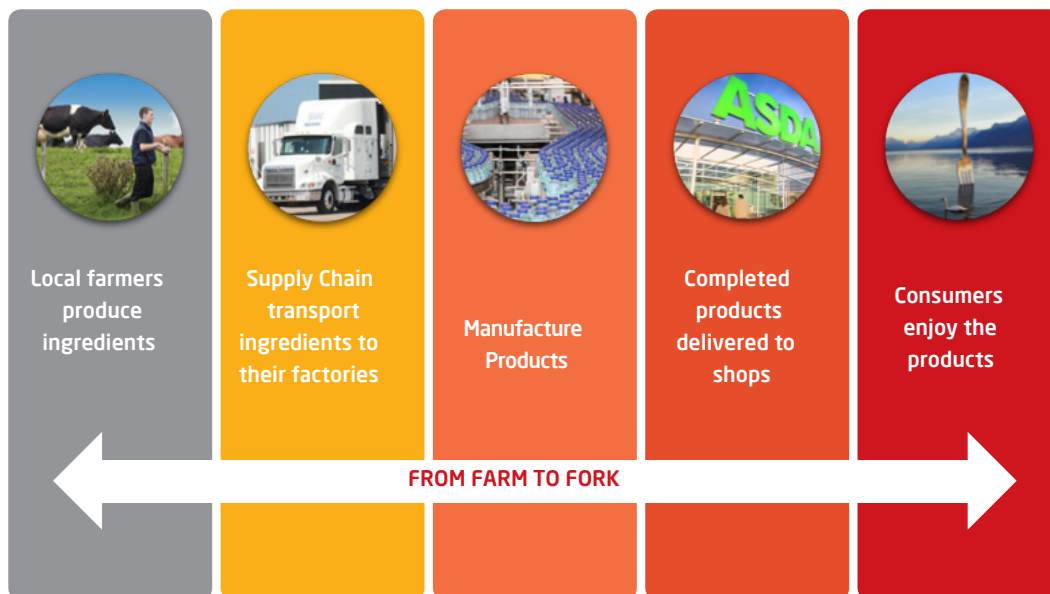 ASDA
Local farmers
produce
ingredients
Supply Chain
transport
ingredients to
their factories
Manufacture
Products
Completed
products
delivered to
shops
Consumers
enjoy the
products
FROM FARM TO FORK